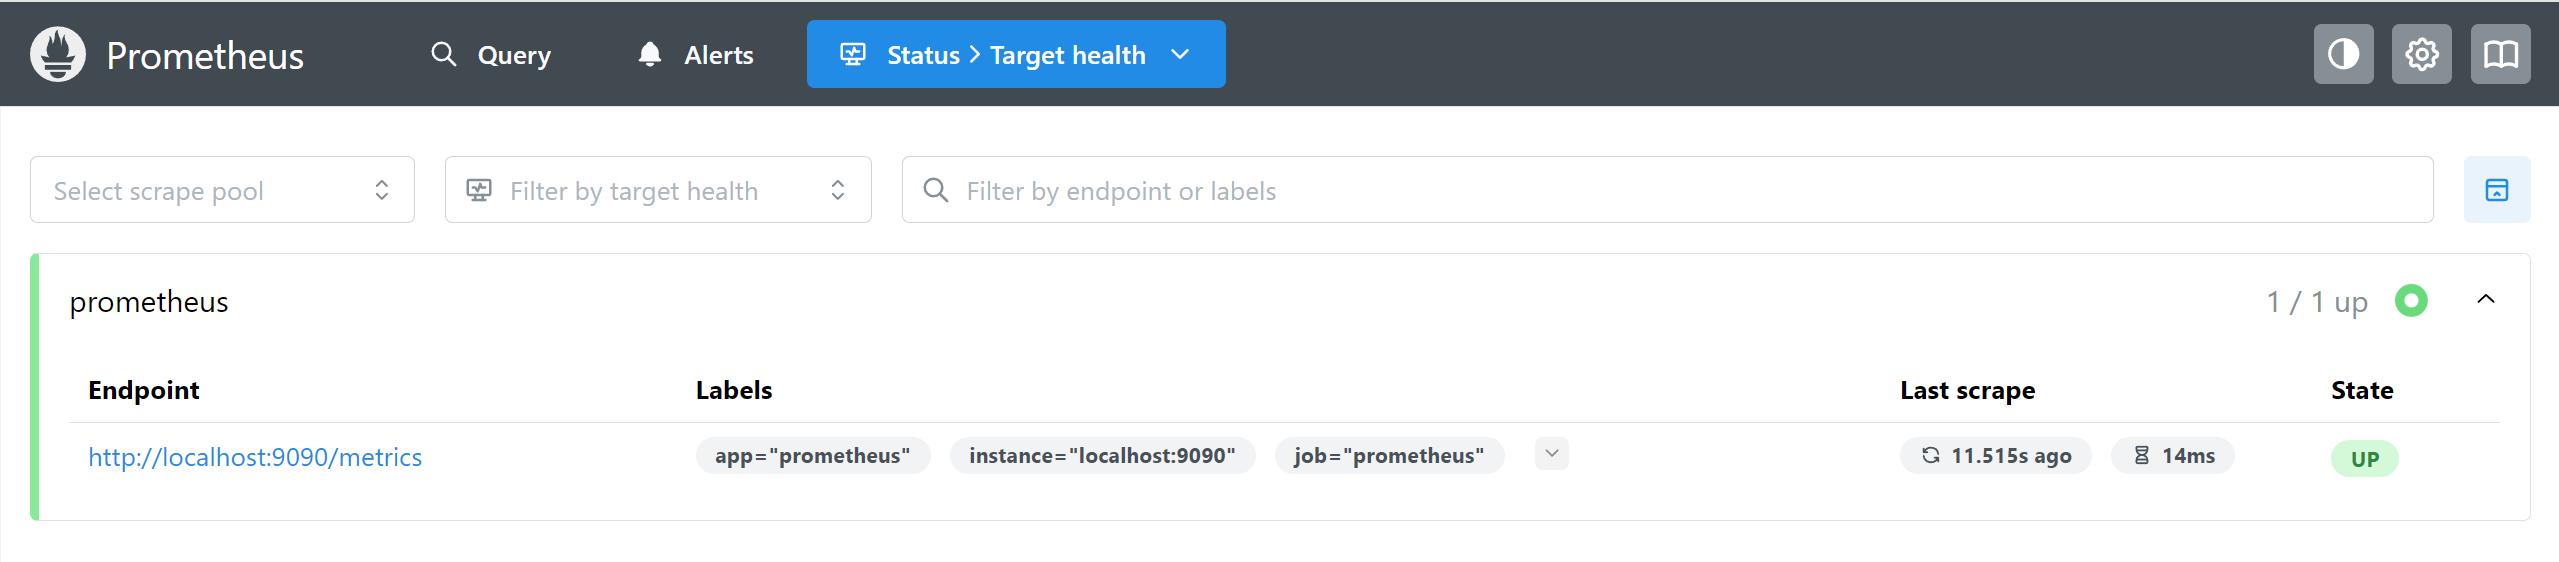 Prometheus Query Alerts Status > Target health
Select scrape pool Filter by target health Filter by endpoint or labels
prometheus 1 / 1 up
Endpoint Labels Last scrape State
http://localhost:9090/metrics app="prometheus" instance="localhost:9090" job="prometheus" 11.515s ago 14ms UP